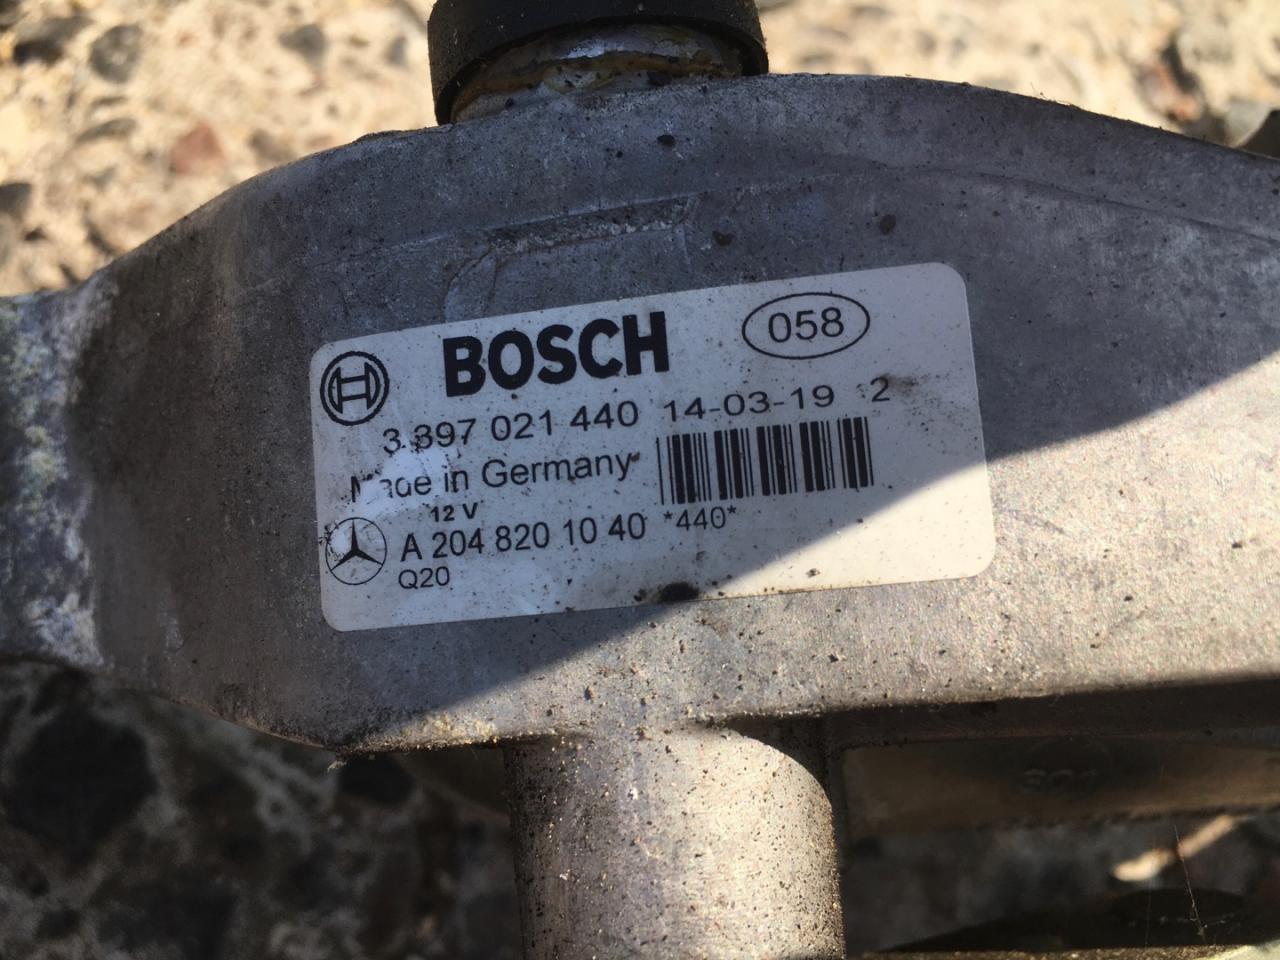 BOSCH 058
3.397 021 440 14-03-19 2
Made in Germany
12 V
A 204 820 10 40 *440*
Q20